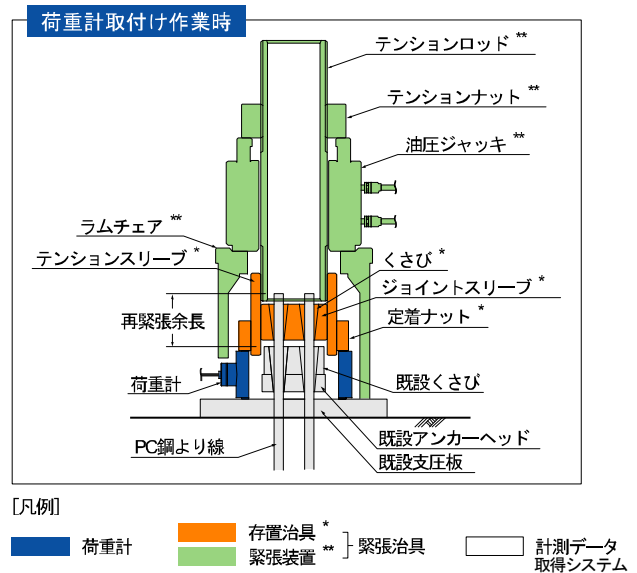 荷重計取付け作業時
テンションロッド **
テンションナット **
油圧ジャッキ **
ラムチェア **
テンションスリーブ *
くさび *
ジョイントスリーブ *
再緊張余長
定着ナット *
荷重計
既設くさび
PC鋼より線
既設アンカーヘッド
既設支圧板
[凡例]
荷重計
存置治具 *
緊張装置 **
緊張治具
計測データ
取得システム